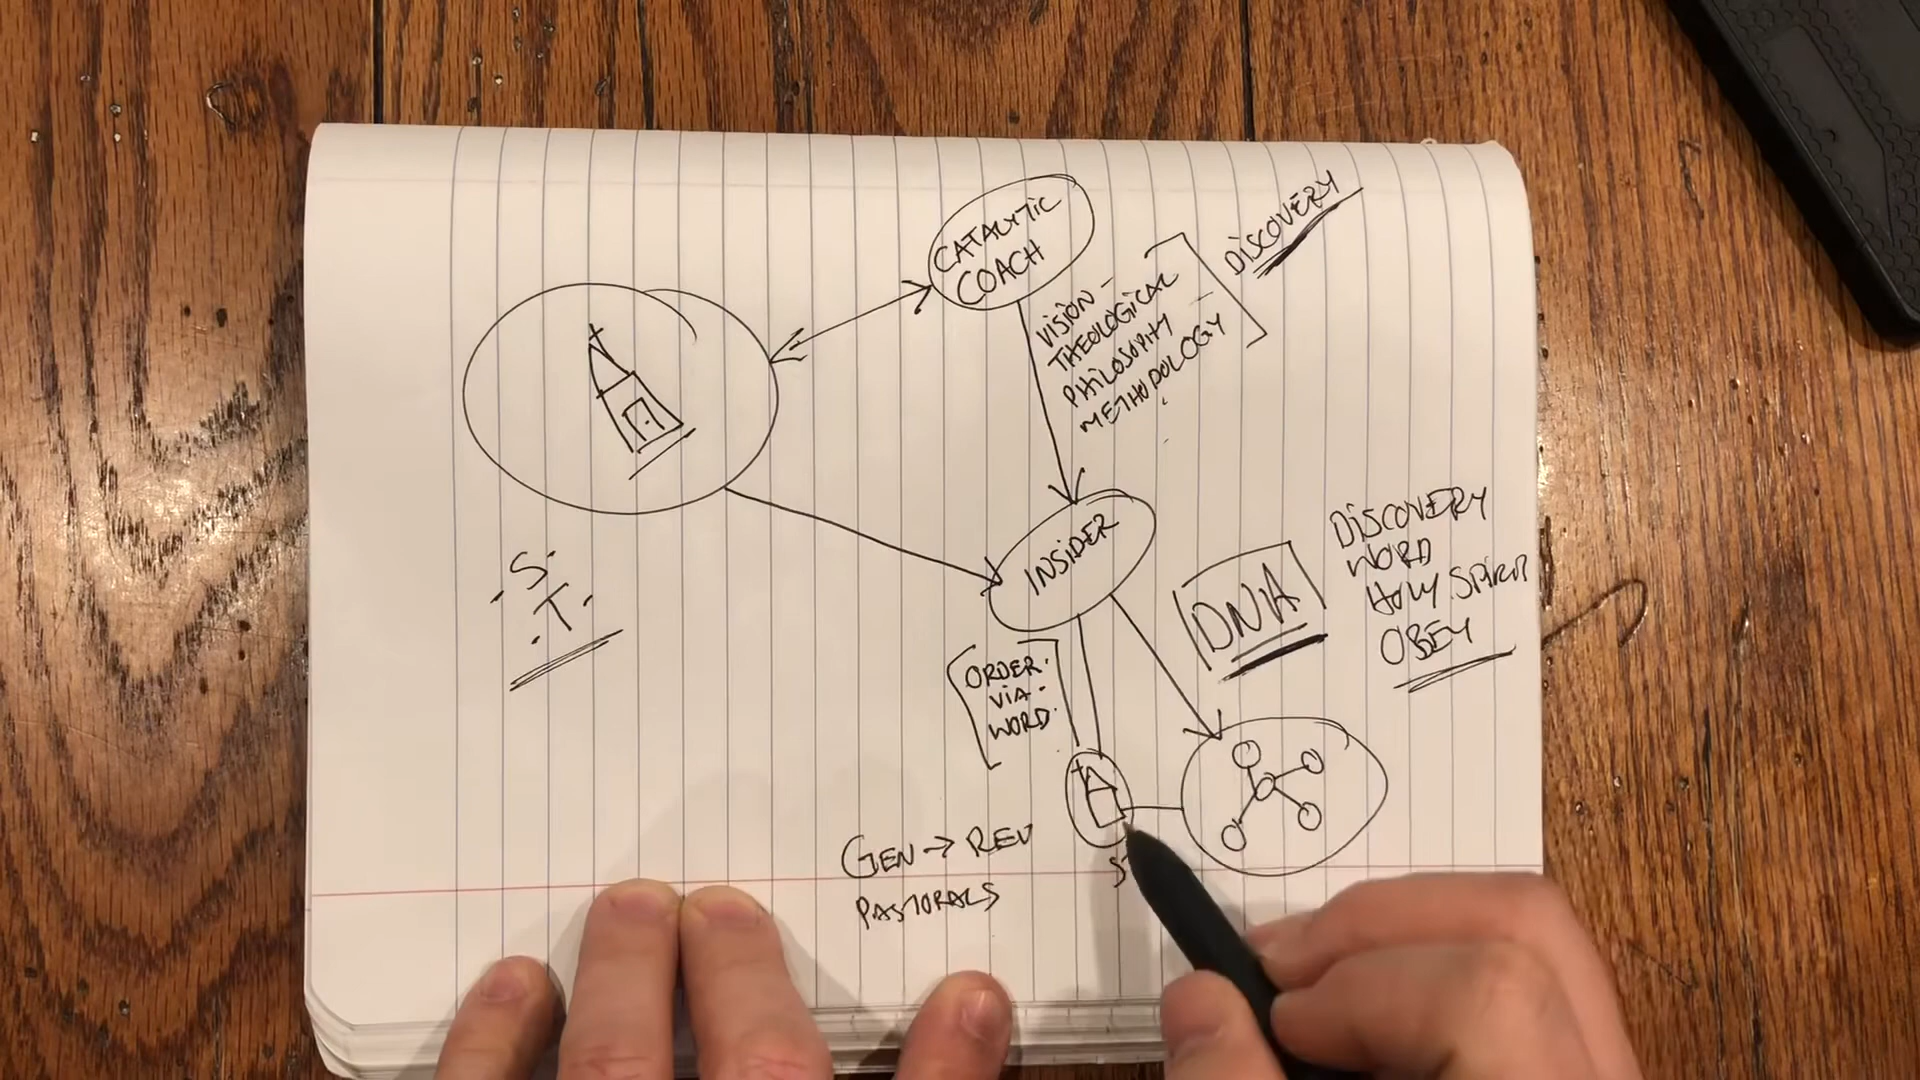 CATALYTIC
COACH
DISCOVERY
VISION -
THEOLOGICAL -
PHILOSOPHY
METHODOLOGY
INSIDER
·S·
·T·
DNA
DISCOVERY
WORD
HOLY SPIRIT
OBEY
ORDER·
VIA·
WORD·
GEN → REV
PASTORALS